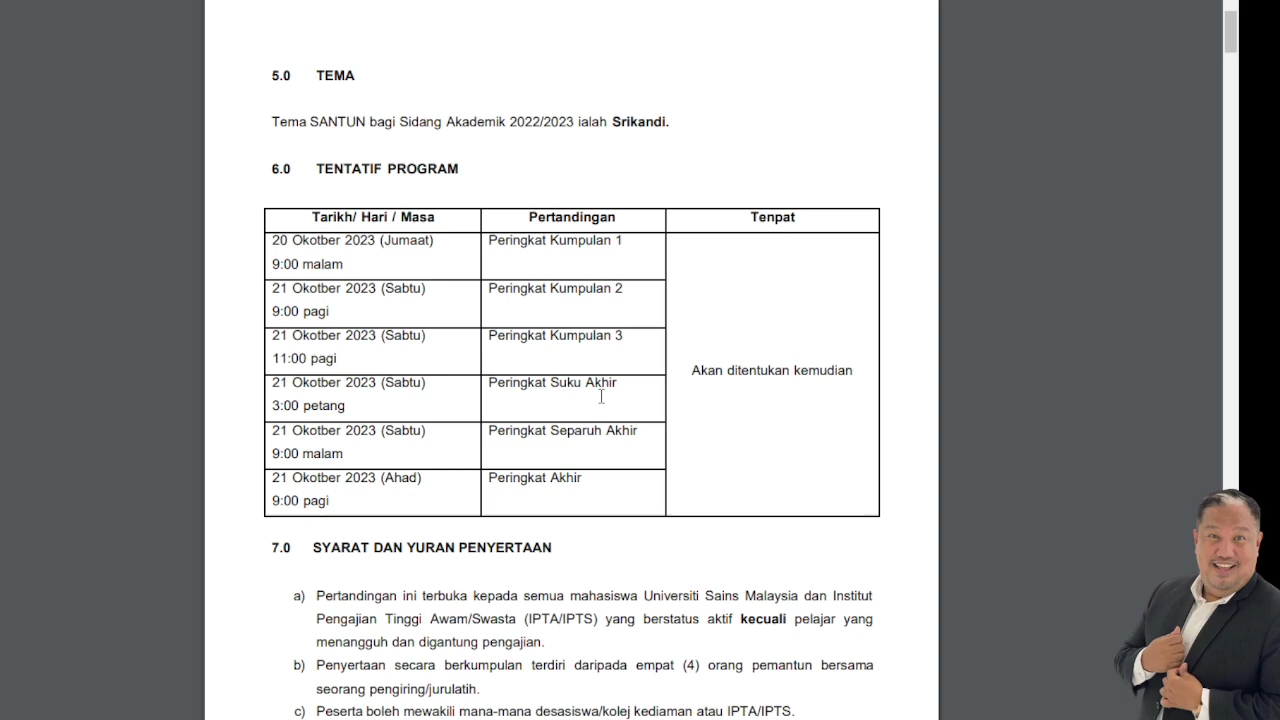 5.0 TEMA
Tema SANTUN bagi Sidang Akademik 2022/2023 ialah Srikandi.
6.0 TENTATIF PROGRAM
Tarikh/ Hari / Masa Pertandingan Tenpat
20 Okotber 2023 (Jumaat) Peringkat Kumpulan 1
9:00 malam
21 Okotber 2023 (Sabtu) Peringkat Kumpulan 2
9:00 pagi
21 Okotber 2023 (Sabtu) Peringkat Kumpulan 3
11:00 pagi
Akan ditentukan kemudian
21 Okotber 2023 (Sabtu) Peringkat Suku Akhir
3:00 petang
21 Okotber 2023 (Sabtu) Peringkat Separuh Akhir
9:00 malam
21 Okotber 2023 (Ahad) Peringkat Akhir
9:00 pagi
7.0 SYARAT DAN YURAN PENYERTAAN
a) Pertandingan ini terbuka kepada semua mahasiswa Universiti Sains Malaysia dan Institut
Pengajian Tinggi Awam/Swasta (IPTA/IPTS) yang berstatus aktif kecuali pelajar yang
menangguh dan digantung pengajian.
b) Penyertaan secara berkumpulan terdiri daripada empat (4) orang pemantun bersama
seorang pengiring/jurulatih.
c) Peserta boleh mewakili mana-mana desasiswa/kolej kediaman atau IPTA/IPTS.